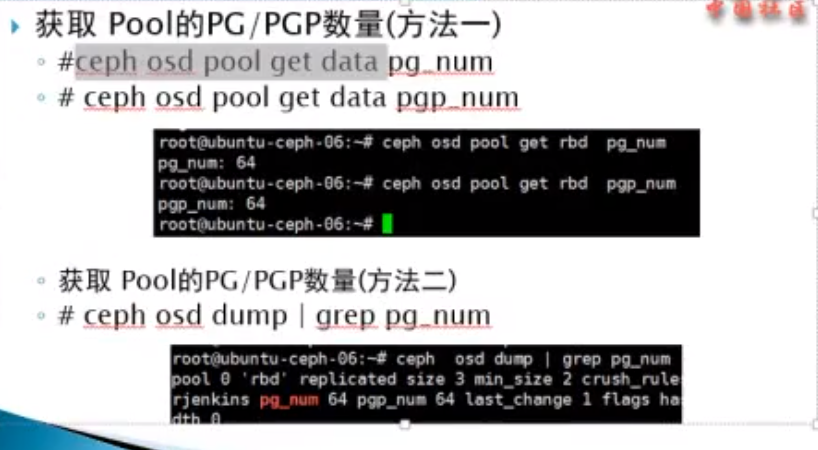 中国社区
获取 Pool的PG/PGP数量(方法一)
#ceph osd pool get data pg_num
# ceph osd pool get data pgp_num
root@ubuntu-ceph-06:~# ceph osd pool get rbd pg_num
pg_num: 64
root@ubuntu-ceph-06:~# ceph osd pool get rbd pgp_num
pgp_num: 64
root@ubuntu-ceph-06:~#
获取 Pool的PG/PGP数量(方法二)
# ceph osd dump | grep pg_num
root@ubuntu-ceph-06:~# ceph osd dump | grep pg_num
pool 0 'rbd' replicated size 3 min_size 2 crush_rule
rjenkins pg_num 64 pgp_num 64 last_change 1 flags ha
dth 0